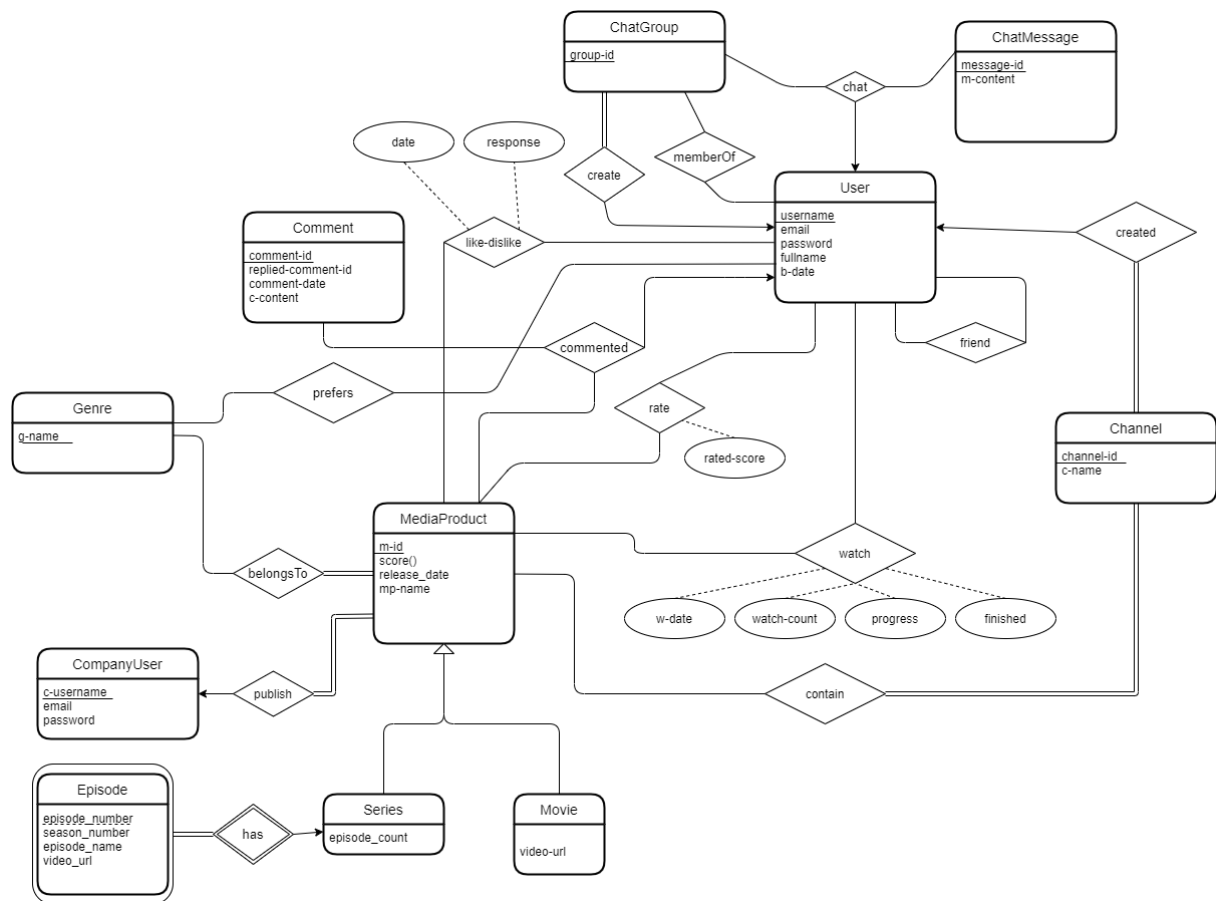 ChatGroup
group-id
ChatMessage
message-id
m-content
chat
date
response
create
memberOf
User
username
email
password
fullname
b-date
created
Comment
comment-id
replied-comment-id
comment-date
c-content
like-dislike
commented
friend
prefers
rate
Genre
g-name
rated-score
Channel
channel-id
c-name
MediaProduct
m-id
score()
release_date
mp-name
belongsTo
watch
w-date
watch-count
progress
finished
CompanyUser
c-username
email
password
publish
contain
Episode
episode_number
season_number
episode_name
video_url
has
Series
episode_count
Movie
video-url